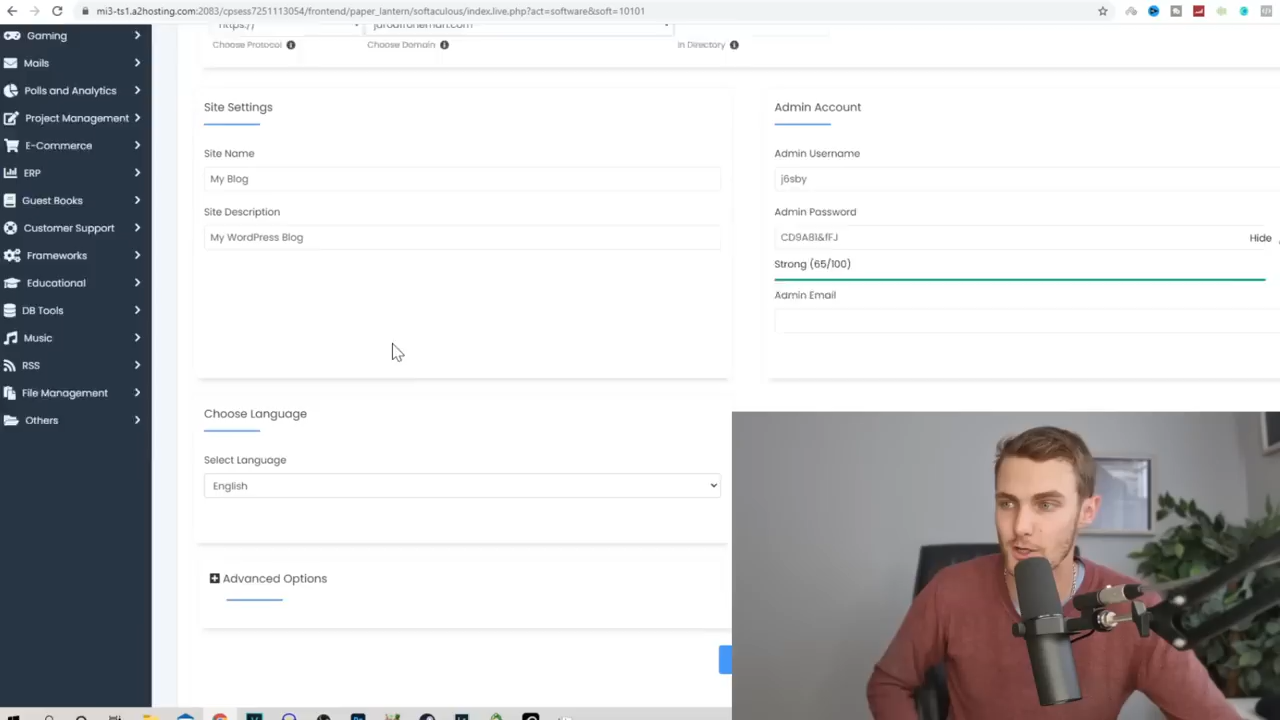 mi3-ts1.a2hosting.com:2083/cpsess7251113054/frontend/paper_lantern/softaculous/index.live.php?act=software&soft=10101
Gaming
Mails
Polls and Analytics
Project Management
E-Commerce
ERP
Guest Books
Customer Support
Frameworks
Educational
DB Tools
Music
RSS
File Management
Others
https://
Choose Protocol
Choose Domain
In Directory
Site Settings
Site Name
My Blog
Site Description
My WordPress Blog
Admin Account
Admin Username
j6sby
Admin Password
Hide
Strong (65/100)
Admin Email
Choose Language
Select Language
English
Advanced Options